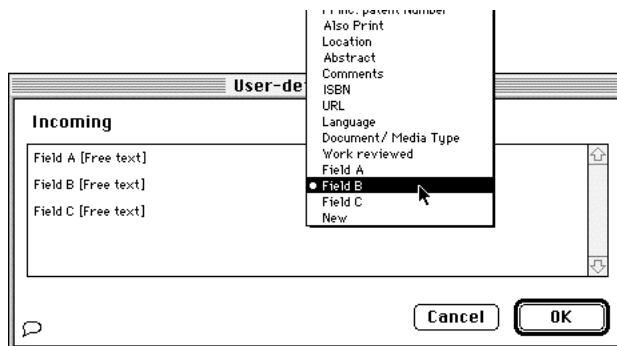 Also Print
Location
Abstract
Comments
ISBN
URL
Language
Document/ Media Type
Work reviewed
Field A
Field B
Field C
New
User-de
Incoming
Field A [Free text]
Field B [Free text]
Field C [Free text]
Cancel
OK